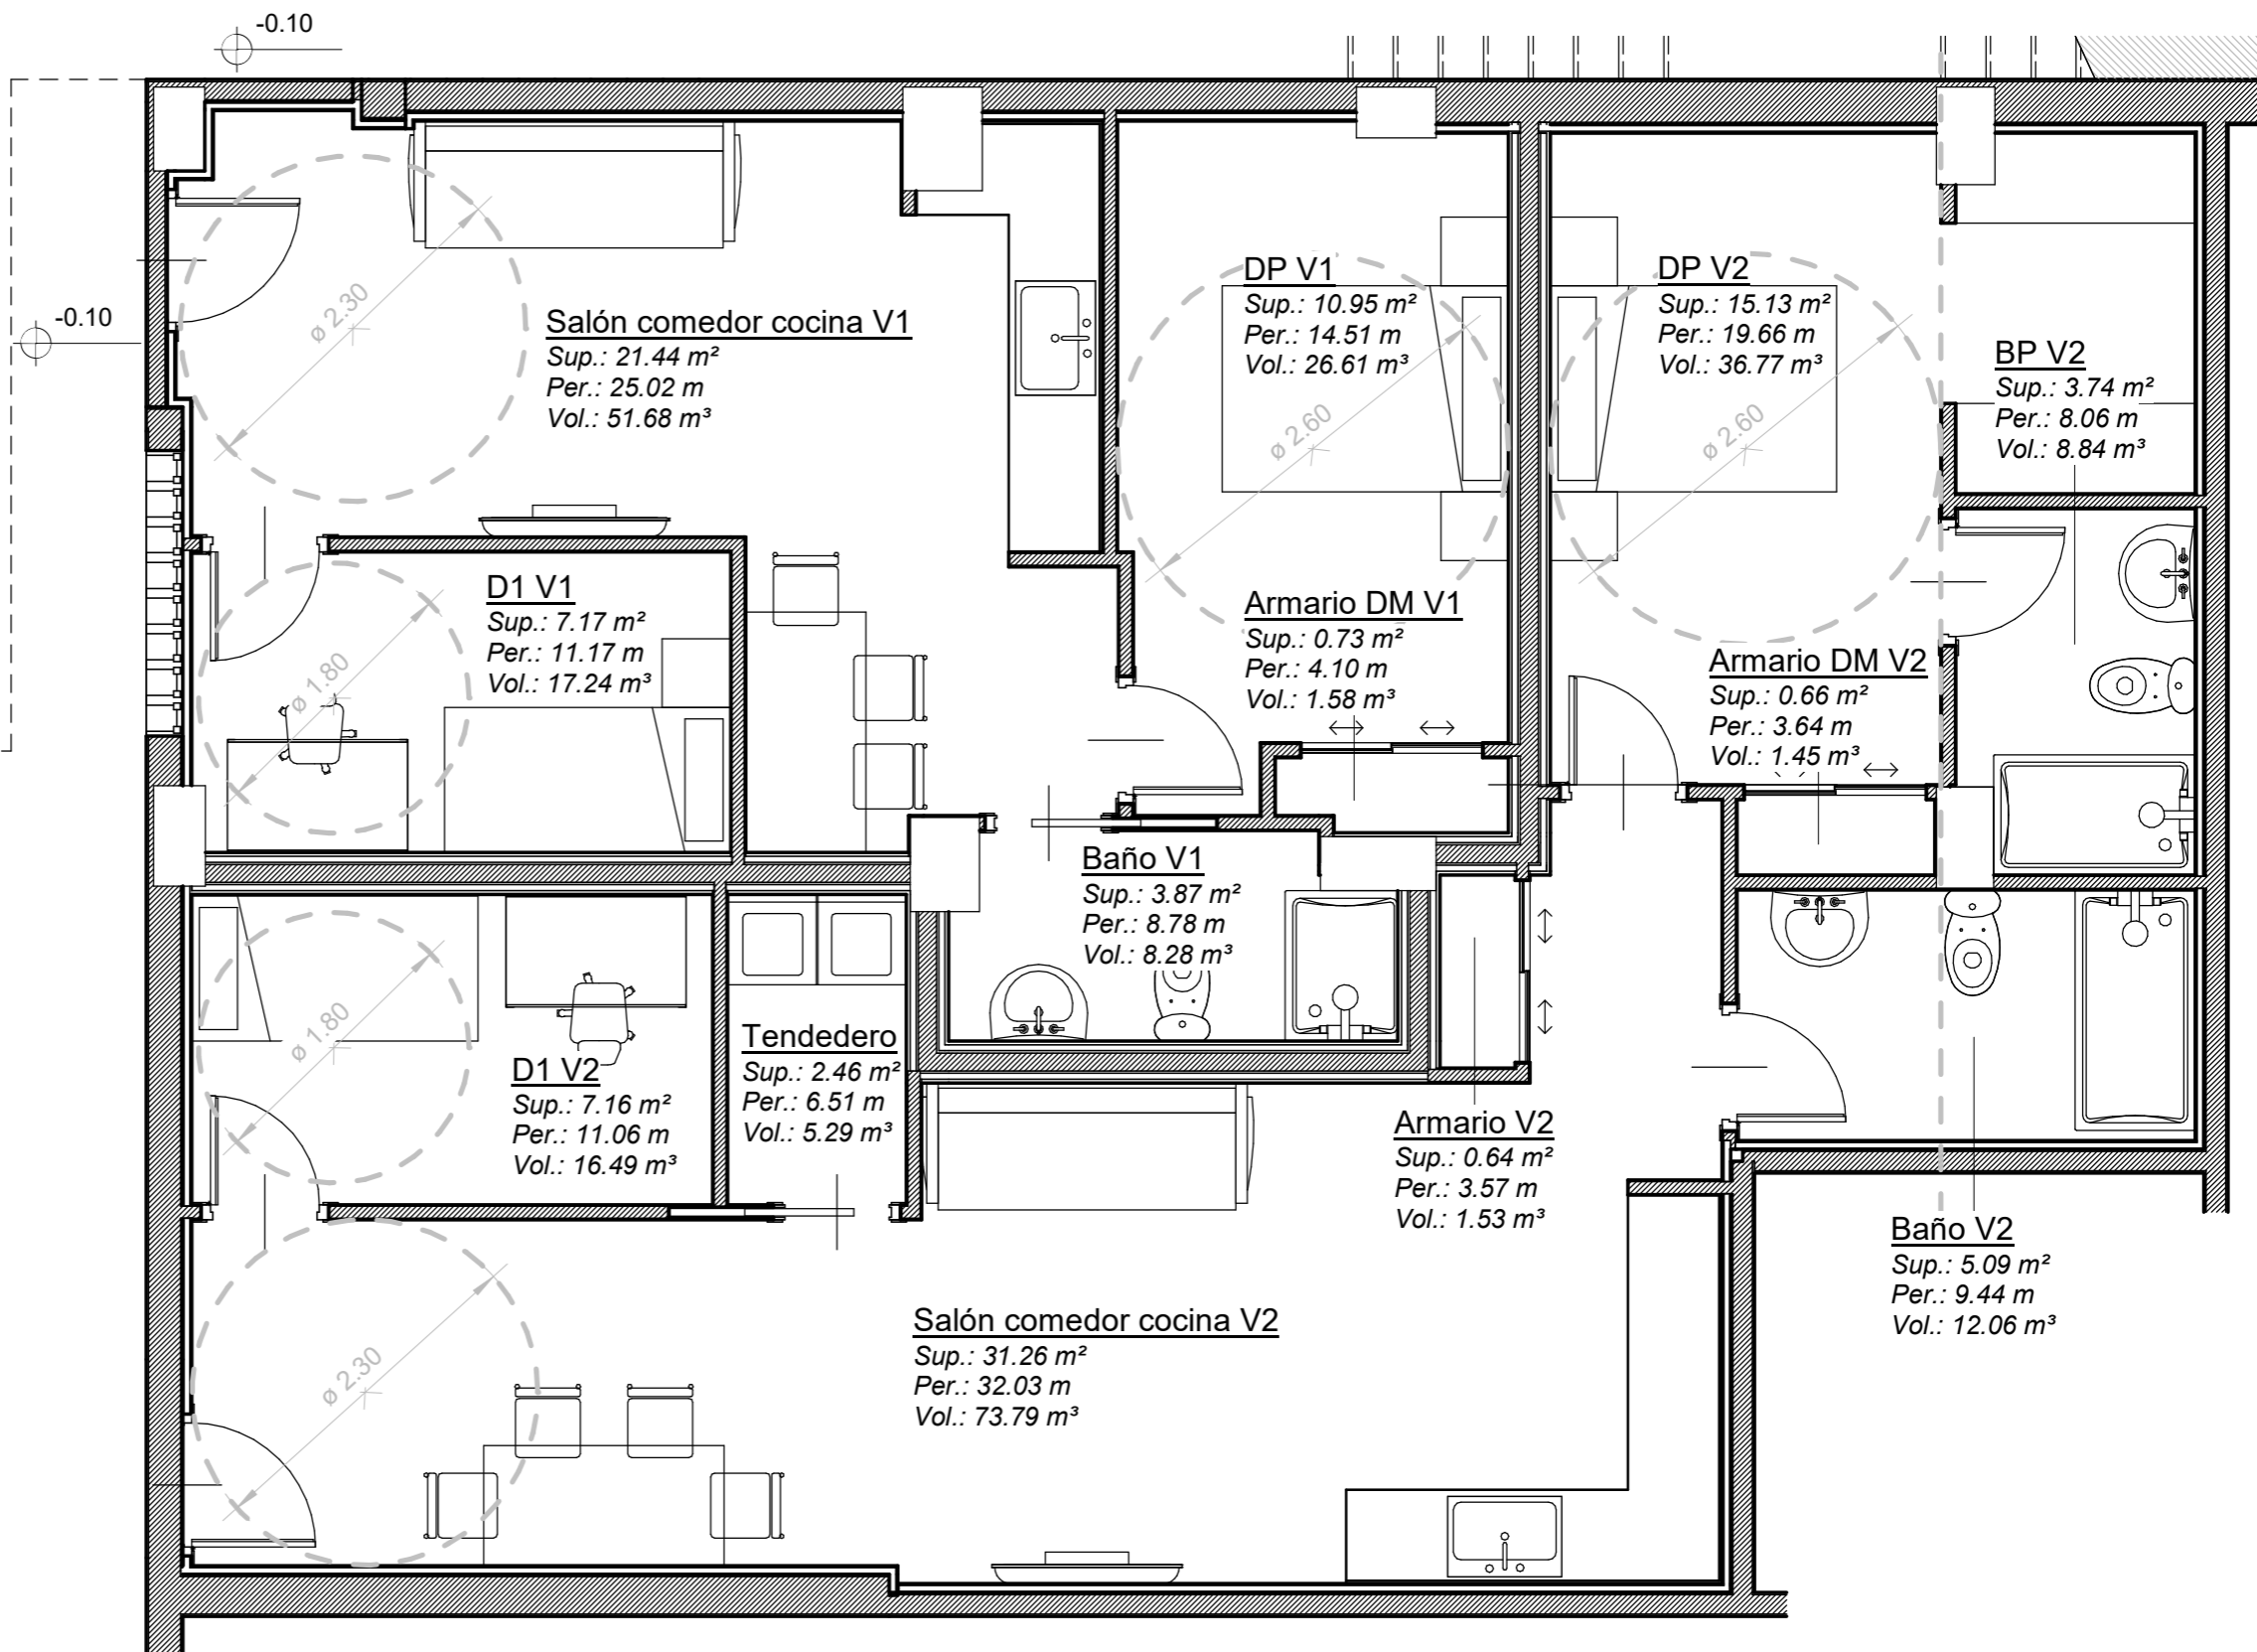 -0.10
-0.10
ø 2.30
Salón comedor cocina V1
Sup.: 21.44 m²
Per.: 25.02 m
Vol.: 51.68 m³
DP V1
Sup.: 10.95 m²
Per.: 14.51 m
Vol.: 26.61 m³
ø 2.60
DP V2
Sup.: 15.13 m²
Per.: 19.66 m
Vol.: 36.77 m³
ø 2.60
BP V2
Sup.: 3.74 m²
Per.: 8.06 m
Vol.: 8.84 m³
D1 V1
Sup.: 7.17 m²
Per.: 11.17 m
Vol.: 17.24 m³
ø 1.80
Armario DM V1
Sup.: 0.73 m²
Per.: 4.10 m
Vol.: 1.58 m³
Armario DM V2
Sup.: 0.66 m²
Per.: 3.64 m
Vol.: 1.45 m³
Baño V1
Sup.: 3.87 m²
Per.: 8.78 m
Vol.: 8.28 m³
ø 1.80
D1 V2
Sup.: 7.16 m²
Per.: 11.06 m
Vol.: 16.49 m³
Tendedero
Sup.: 2.46 m²
Per.: 6.51 m
Vol.: 5.29 m³
Armario V2
Sup.: 0.64 m²
Per.: 3.57 m
Vol.: 1.53 m³
Baño V2
Sup.: 5.09 m²
Per.: 9.44 m
Vol.: 12.06 m³
ø 2.30
Salón comedor cocina V2
Sup.: 31.26 m²
Per.: 32.03 m
Vol.: 73.79 m³